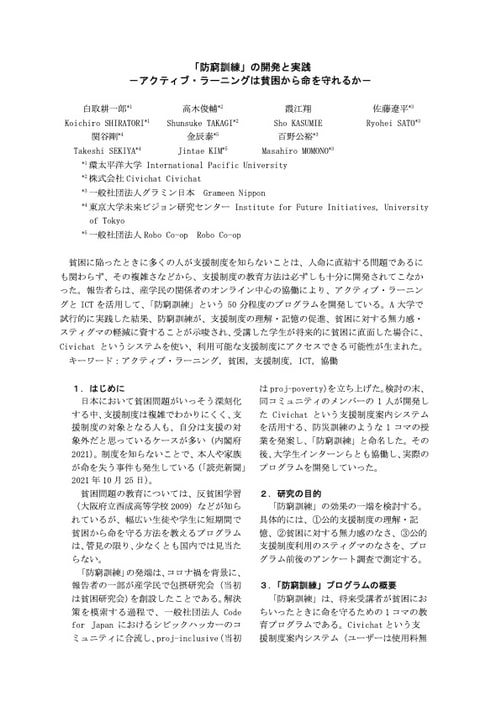 「防窮訓練」の開発と実践
－アクティブ・ラーニングは貧困から命を守れるか－
白取耕一郎*1 高木俊輔*2 霞江翔 佐藤遼平*3
Koichiro SHIRATORI*1 Shunsuke TAKAGI*2 Sho KASUMIE Ryohei SATO*3
関谷剛*4 金辰泰*5 百野公裕*3
Takeshi SEKIYA*4 Jintae KIM*5 Masahiro MOMONO*3
*1 環太平洋大学 International Pacific University
*2 株式会社 Civichat Civichat
*3 一般社団法人グラミン日本 Grameen Nippon
*4 東京大学未来ビジョン研究センター Institute for Future Initiatives, University
of Tokyo
*5 一般社団法人 Robo Co-op Robo Co-op
貧困に陥ったときに多くの人が支援制度を知らないことは、人命に直結する問題であるに
も関わらず、その複雑さなどから、支援制度の教育方法は必ずしも十分に開発されてこなか
った。報告者らは、産学民の関係者のオンライン中心の協働により、アクティブ・ラーニン
グと ICT を活用して、「防窮訓練」という 50 分程度のプログラムを開発している。A 大学で
試行的に実践した結果、防窮訓練が、支援制度の理解・記憶の促進、貧困に対する無力感・
スティグマの軽減に資することが示唆され、受講した学生が将来的に貧困に直面した場合に、
Civichat というシステムを使い、利用可能な支援制度にアクセスできる可能性が生まれた。
キーワード：アクティブ・ラーニング, 貧困, 支援制度, ICT, 協働
１．はじめに
日本において貧困問題がいっそう深刻化
する中、支援制度は複雑でわかりにくく、支
援制度の対象となる人も、自分は支援の対
象外だと思っているケースが多い（内閣府
2021)。制度を知らないことで、本人や家族
が命を失う事件も発生している（「読売新聞」
2021 年 10 月 25 日）。
貧困問題の教育については、反貧困学習
（大阪府立西成高等学校 2009）などが知ら
れているが、幅広い生徒や学生に短期間で
貧困から命を守る方法を教えるプログラム
は、管見の限り、少なくとも国内では見当た
らない。
「防窮訓練」の発端は、コロナ禍を背景に、
報告者の一部が産学民で包摂研究会（当初
は貧困研究会）を創設したことである。解決
策を模索する過程で、一般社団法人 Code
for Japan におけるシビックハッカーのコ
ミュニティに合流し、proj-inclusive（当初
は proj-poverty)を立ち上げた。検討の末、
同コミュニティのメンバーの 1 人が開発し
た Civichat という支援制度案内システム
を活用する、防災訓練のような 1 コマの授
業を発案し、「防窮訓練」と命名した。その
後、大学生インターンらとも協働し、実際の
プログラムを開発していった。
２．研究の目的
「防窮訓練」の効果の一端を検討する。
具体的には、①公的支援制度の理解・記
憶、②貧困に対する無力感のなさ、③公的
支援制度利用のスティグマのなさを、プロ
グラム前後のアンケート調査で測定する。
３．「防窮訓練」プログラムの概要
「防窮訓練」は、将来受講者が貧困にお
ちいったときに命を守るための 1 コマの教
育プログラムである。Civichat という支
援制度案内システム（ユーザーは使用料無